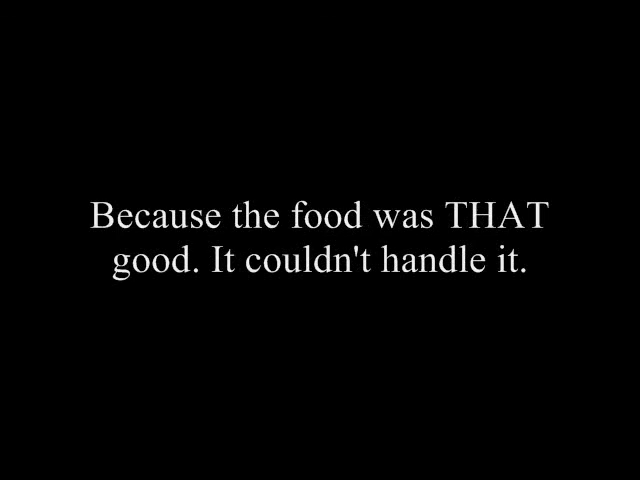 Because the food was THAT
good. It couldn't handle it.